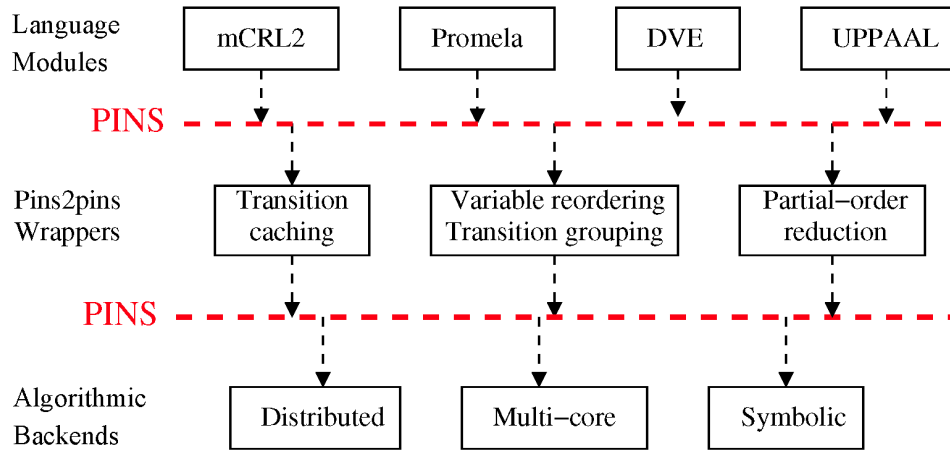 Language
Modules
mCRL2
Promela
DVE
UPPAAL
PINS
Pins2pins
Wrappers
Transition
caching
Variable reordering
Transition grouping
Partial−order
reduction
PINS
Algorithmic
Backends
Distributed
Multi−core
Symbolic